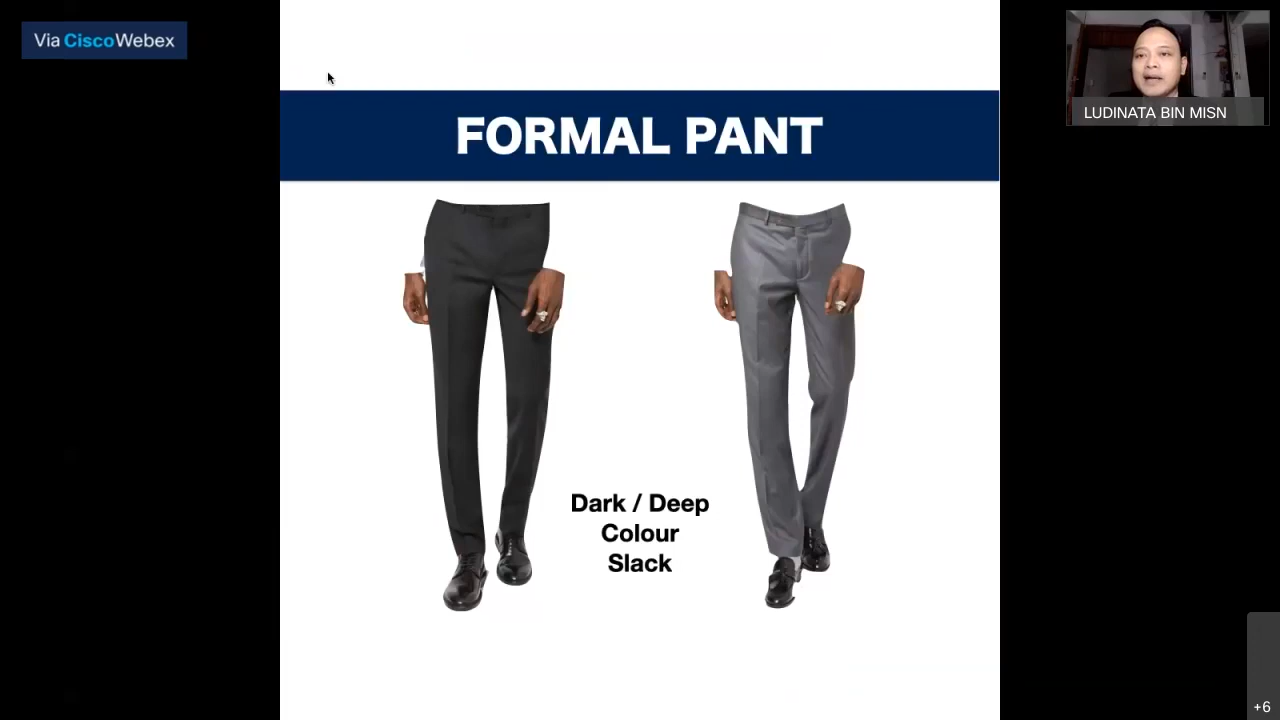 Via CiscoWebex
LUDINATA BIN MISN
FORMAL PANT
Dark / Deep
Colour
Slack
+6